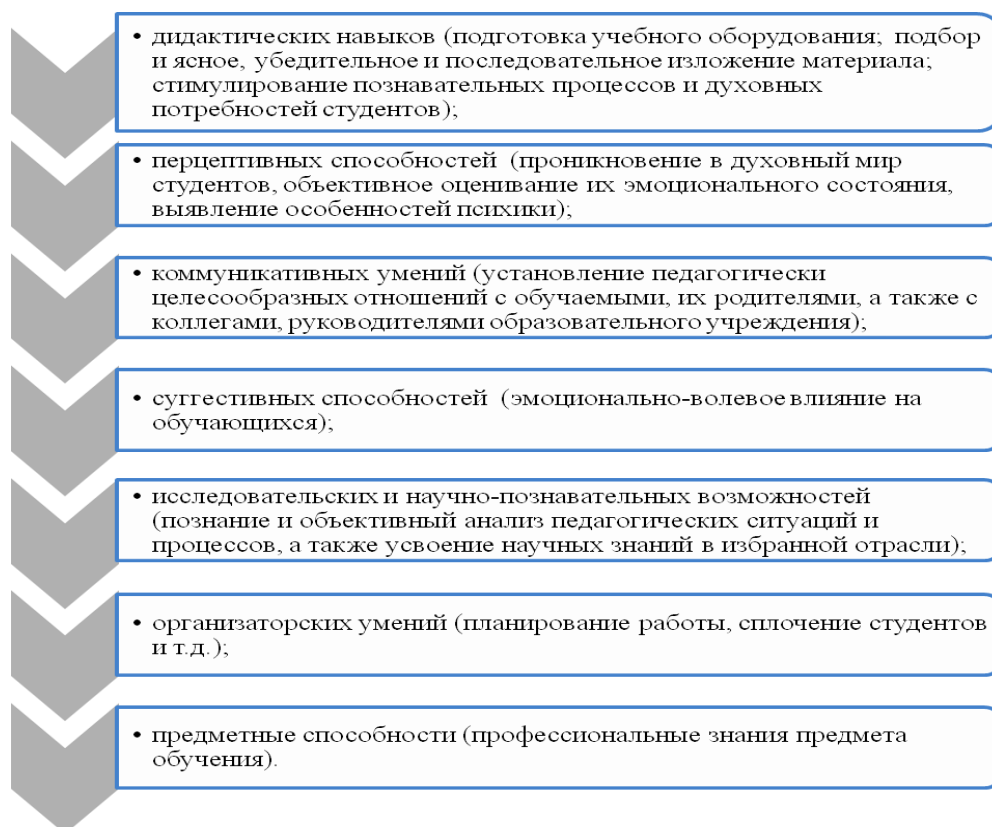 • дидактических навыков (подготовка учебного оборудования; подбор
и ясное, убедительное и последовательное изложение материала;
стимулирование познавательных процессов и духовных
потребностей студентов);
• перцептивных способностей (проникновение в духовный мир
студентов, объективное оценивание их эмоционального состояния,
выявление особенностей психики);
• коммуникативных умений (установление педагогически
целесообразных отношений с обучаемыми, их родителями, а также с
коллегами, руководителями образовательного учреждения);
• суггестивных способностей (эмоционально-волевое влияние на
обучающихся);
• исследовательских и научно-познавательных возможностей
(познание и объективный анализ педагогических ситуаций и
процессов, а также усвоение научных знаний в избранной отрасли);
• организаторских умений (планирование работы, сплочение студентов
и т.д.);
• предметные способности (профессиональные знания предмета
обучения).